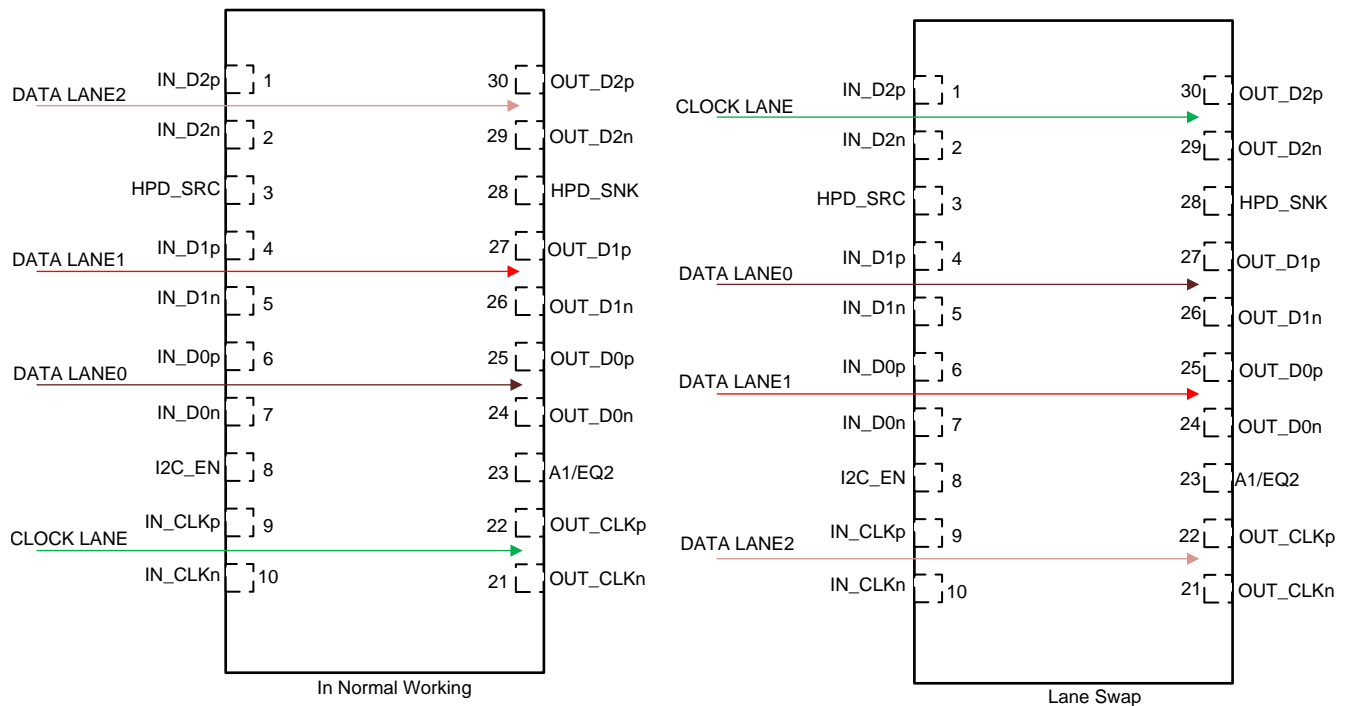 IN_D2p 1 30 OUT_D2p
DATA LANE2
IN_D2n 2 29 OUT_D2n
HPD_SRC 3 28 HPD_SNK
IN_D1p 4 27 OUT_D1p
DATA LANE1
IN_D1n 5 26 OUT_D1n
IN_D0p 6 25 OUT_D0p
DATA LANE0
IN_D0n 7 24 OUT_D0n
I2C_EN 8 23 A1/EQ2
IN_CLKp 9 22 OUT_CLKp
CLOCK LANE
IN_CLKn 10 21 OUT_CLKn
In Normal Working
IN_D2p 1 30 OUT_D2p
CLOCK LANE
IN_D2n 2 29 OUT_D2n
HPD_SRC 3 28 HPD_SNK
IN_D1p 4 27 OUT_D1p
DATA LANE0
IN_D1n 5 26 OUT_D1n
IN_D0p 6 25 OUT_D0p
DATA LANE1
IN_D0n 7 24 OUT_D0n
I2C_EN 8 23 A1/EQ2
IN_CLKp 9 22 OUT_CLKp
DATA LANE2
IN_CLKn 10 21 OUT_CLKn
Lane Swap